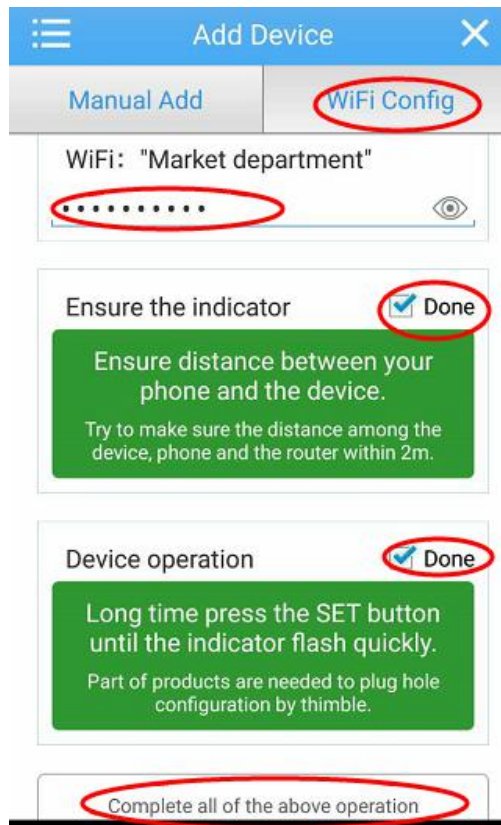 Add Device
Manual Add
WiFi Config
WiFi： "Market department"
Ensure the indicator
Done
Ensure distance between your
phone and the device.
Try to make sure the distance among the
device, phone and the router within 2m.
Device operation
Done
Long time press the SET button
until the indicator flash quickly.
Part of products are needed to plug hole
configuration by thimble.
Complete all of the above operation